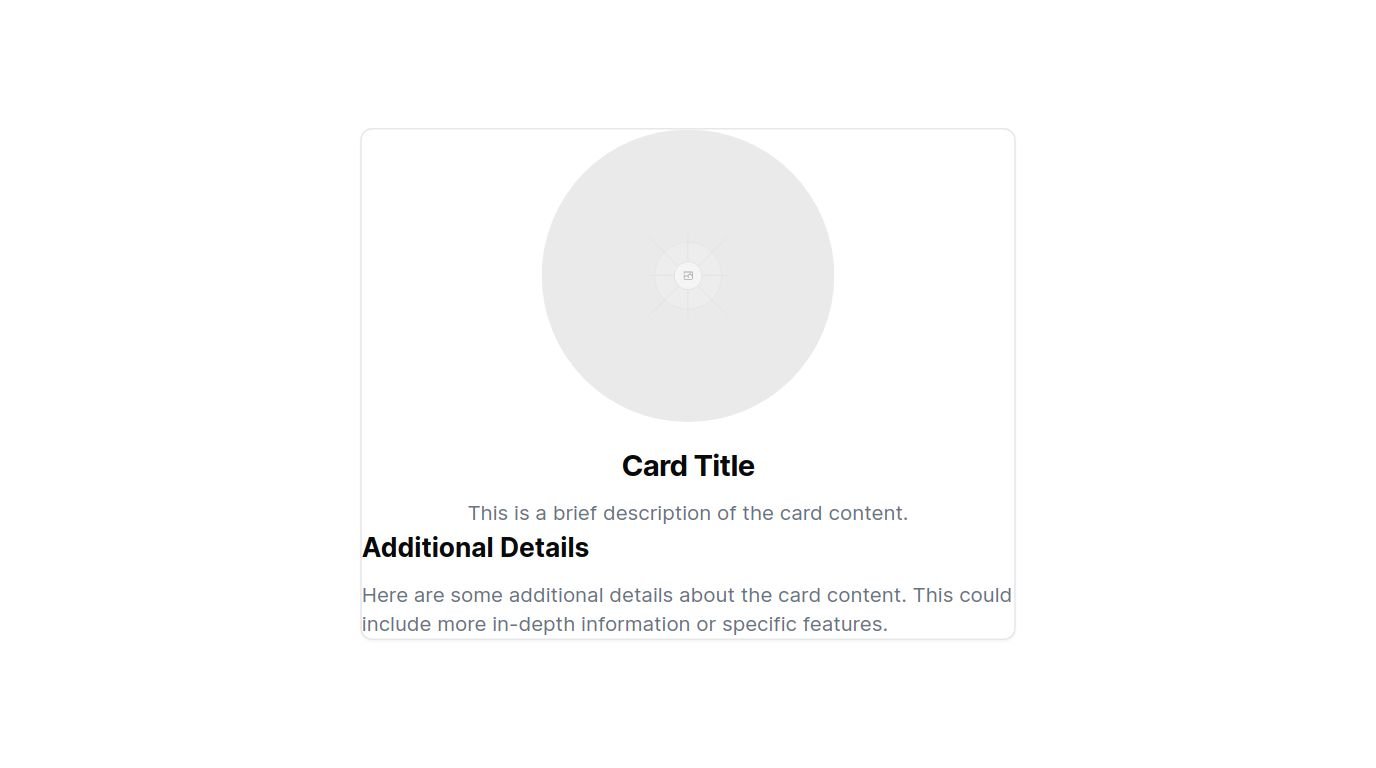 Card Title
This is a brief description of the card content.
Additional Details
Here are some additional details about the card content. This could
include more in-depth information or specific features.